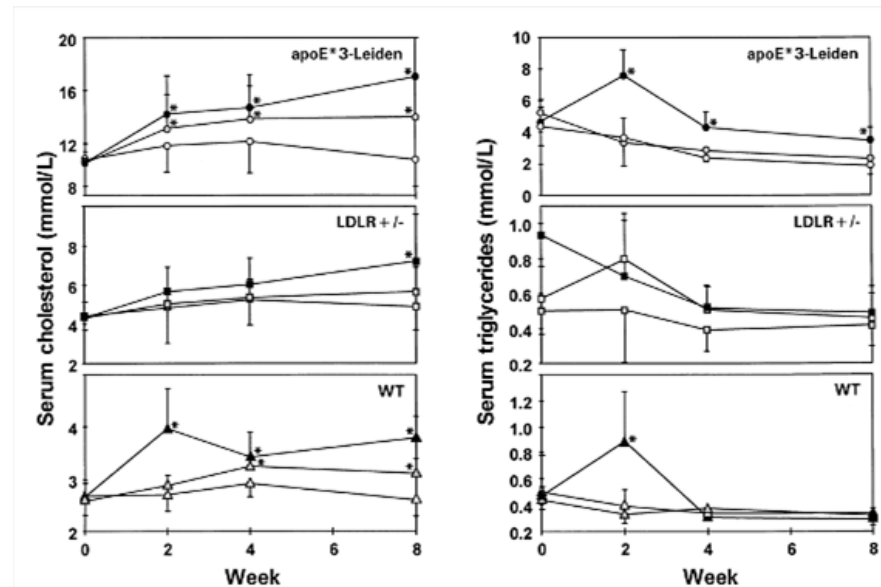 Serum cholesterol (mmol/L)
apoE*3-Leiden
20
16
12
8
LDLR +/-
6
4
2
WT
4
3
2
0 2 4 8
Week
Serum triglycerides (mmol/L)
apoE*3-Leiden
10
8
6
4
2
0
LDLR +/-
1.0
0.8
0.6
0.4
0.2
WT
1.2
1.0
0.8
0.6
0.4
0.2
0 2 4 8
Week